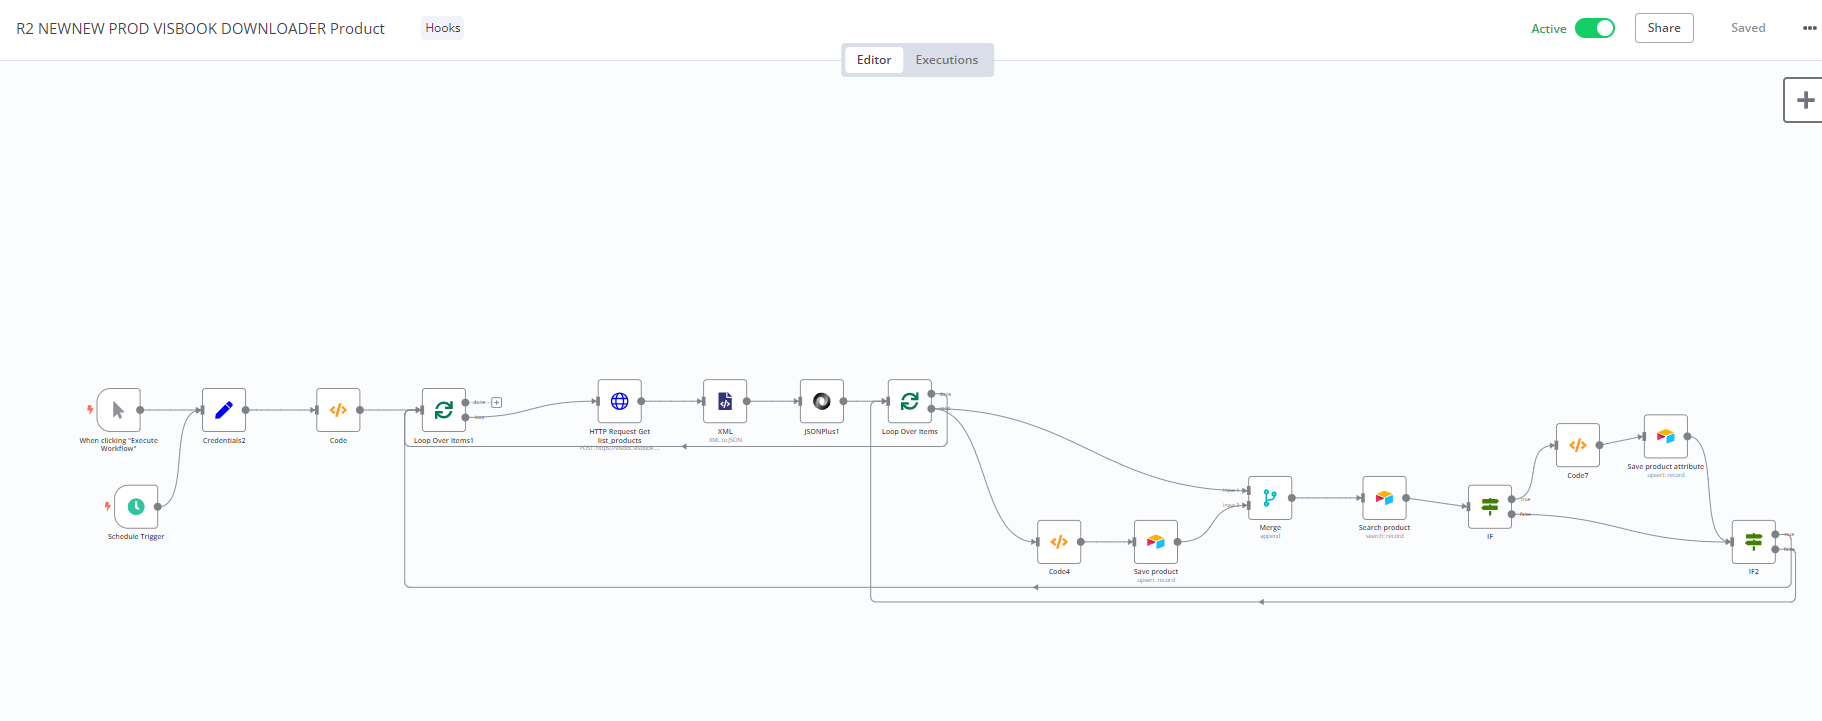 R2 NEWNEW PROD VISBOOK DOWNLOADER Product
Hooks
Active
Share
Saved
Editor
Executions
When clicking "Execute
Workflow"
Schedule Trigger
Credentials2
Code
Loop Over Items1
done
loop
HTTP Request Get
list_products
POST: https://
XML
XML to JSON
JSONPlus1
Loop Over Items
done
loop
Code4
Save product
upsert: record
Input 1
Input 2
Merge
append
Search product
search: record
IF
true
false
Code7
Save product attribute
upsert: record
IF2
true
false